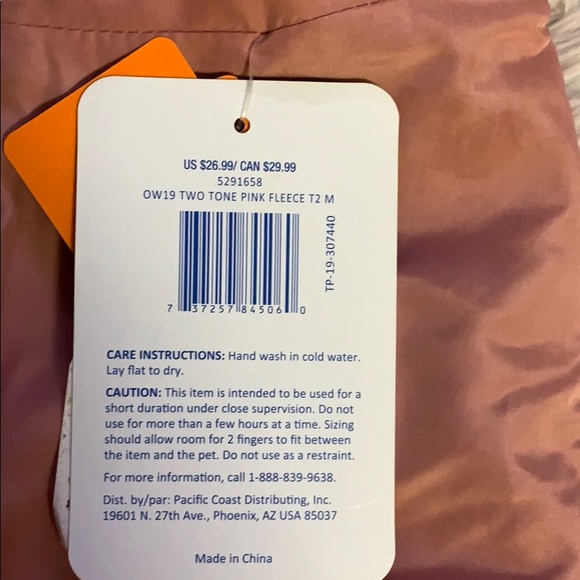 US $26.99/ CAN $29.99
5291658
OW19 TWO TONE PINK FLEECE T2 M
TP-19-307440
7 37257 84506 0
CARE INSTRUCTIONS: Hand wash in cold water.
Lay flat to dry.
CAUTION: This item is intended to be used for a
short duration under close supervision. Do not
use for more than a few hours at a time. Sizing
should allow room for 2 fingers to fit between
the item and the pet. Do not use as a restraint.
For more information, call 1-888-839-9638.
Dist. by/par: Pacific Coast Distributing, Inc.
19601 N. 27th Ave., Phoenix, AZ USA 85037
Made in China